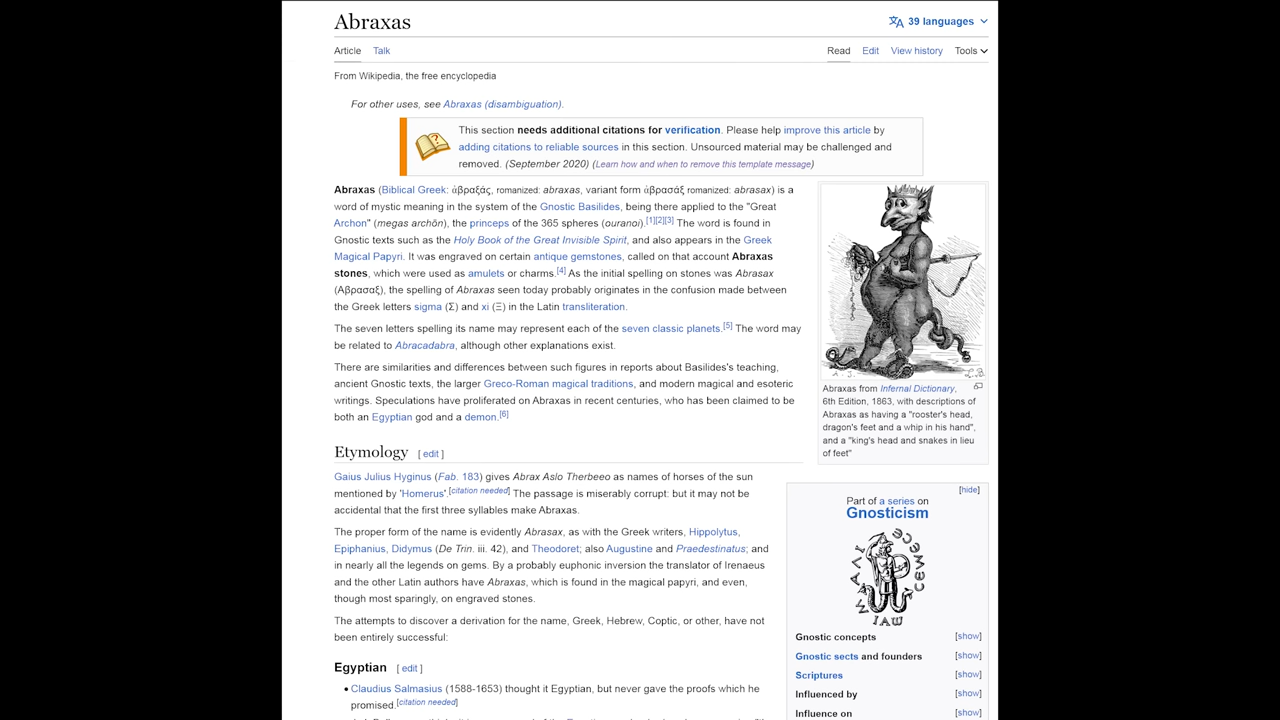 Abraxas
39 languages
Article Talk
Read Edit View history Tools
From Wikipedia, the free encyclopedia
For other uses, see Abraxas (disambiguation).
This section needs additional citations for verification. Please help improve this article by
adding citations to reliable sources in this section. Unsourced material may be challenged and
removed. (September 2020) (Learn how and when to remove this template message)
Abraxas (Biblical Greek: ἀβραξάς, romanized: abraxas, variant form ἀβρασάξ romanized: abrasax) is a
word of mystic meaning in the system of the Gnostic Basilides, being there applied to the "Great
Archon" (megas archōn), the princeps of the 365 spheres (ouranoi).[1][2][3] The word is found in
Gnostic texts such as the Holy Book of the Great Invisible Spirit, and also appears in the Greek
Magical Papyri. It was engraved on certain antique gemstones, called on that account Abraxas
stones, which were used as amulets or charms.[4] As the initial spelling on stones was Abrasax
(Αβρασαξ), the spelling of Abraxas seen today probably originates in the confusion made between
the Greek letters sigma (Σ) and xi (Ξ) in the Latin transliteration.
The seven letters spelling its name may represent each of the seven classic planets.[5] The word may
be related to Abracadabra, although other explanations exist.
There are similarities and differences between such figures in reports about Basilides's teaching,
ancient Gnostic texts, the larger Greco-Roman magical traditions, and modern magical and esoteric
writings. Speculations have proliferated on Abraxas in recent centuries, who has been claimed to be
both an Egyptian god and a demon.[6]
Abraxas from Infernal Dictionary,
6th Edition, 1863, with descriptions of
Abraxas as having a "rooster's head,
dragon's feet and a whip in his hand",
and a "king's head and snakes in lieu
of feet"
Etymology [ edit ]
Gaius Julius Hyginus (Fab. 183) gives Abrax Aslo Therbeeo as names of horses of the sun
mentioned by 'Homerus'.[citation needed] The passage is miserably corrupt: but it may not be
accidental that the first three syllables make Abraxas.
The proper form of the name is evidently Abrasax, as with the Greek writers, Hippolytus,
Epiphanius, Didymus (De Trin. iii. 42), and Theodoret; also Augustine and Praedestinatus; and
in nearly all the legends on gems. By a probably euphonic inversion the translator of Irenaeus
and the other Latin authors have Abraxas, which is found in the magical papyri, and even,
though most sparingly, on engraved stones.
The attempts to discover a derivation for the name, Greek, Hebrew, Coptic, or other, have not
been entirely successful:
Egyptian [ edit ]
• Claudius Salmasius (1588-1653) thought it Egyptian, but never gave the proofs which he
promised.[citation needed]
[hide]
Part of a series on
Gnosticism
ΙΑW
Gnostic concepts [show]
Gnostic sects and founders [show]
Scriptures [show]
Influenced by [show]
Influence on [show]